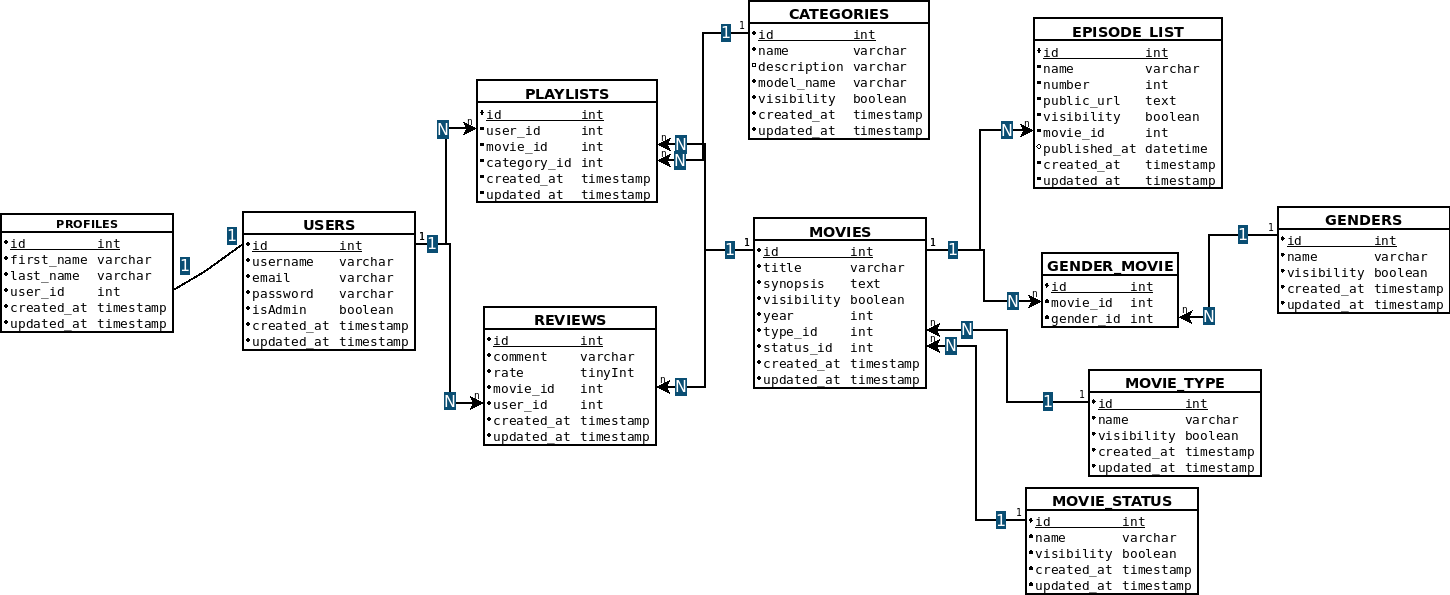 PROFILES
id int
first_name varchar
last_name varchar
user_id int
created_at timestamp
updated_at timestamp
1
1
USERS
id int
username varchar
email varchar
password varchar
isAdmin boolean
created_at timestamp
updated_at timestamp
1
1
N
n
PLAYLISTS
id int
user_id int
movie_id int
category_id int
created_at timestamp
updated_at timestamp
n
N
n
N
N
n
REVIEWS
id int
comment varchar
rate tinyInt
movie_id int
user_id int
created_at timestamp
updated_at timestamp
n
N
1
1
CATEGORIES
id int
name varchar
description varchar
model_name varchar
visibility boolean
created_at timestamp
updated_at timestamp
1
1
MOVIES
id int
title varchar
synopsis text
visibility boolean
year int
type_id int
status_id int
created_at timestamp
updated_at timestamp
1
1
n
N
n
N
N
n
EPISODE_LIST
id int
name varchar
number int
public_url text
visibility boolean
movie_id int
published_at datetime
created_at timestamp
updated_at timestamp
N
n
GENDER_MOVIE
id int
movie_id int
gender_id int
n
N
1
1
GENDERS
id int
name varchar
visibility boolean
created_at timestamp
updated_at timestamp
1
1
MOVIE_TYPE
id int
name varchar
visibility boolean
created_at timestamp
updated_at timestamp
1
1
MOVIE_STATUS
id int
name varchar
visibility boolean
created_at timestamp
updated_at timestamp